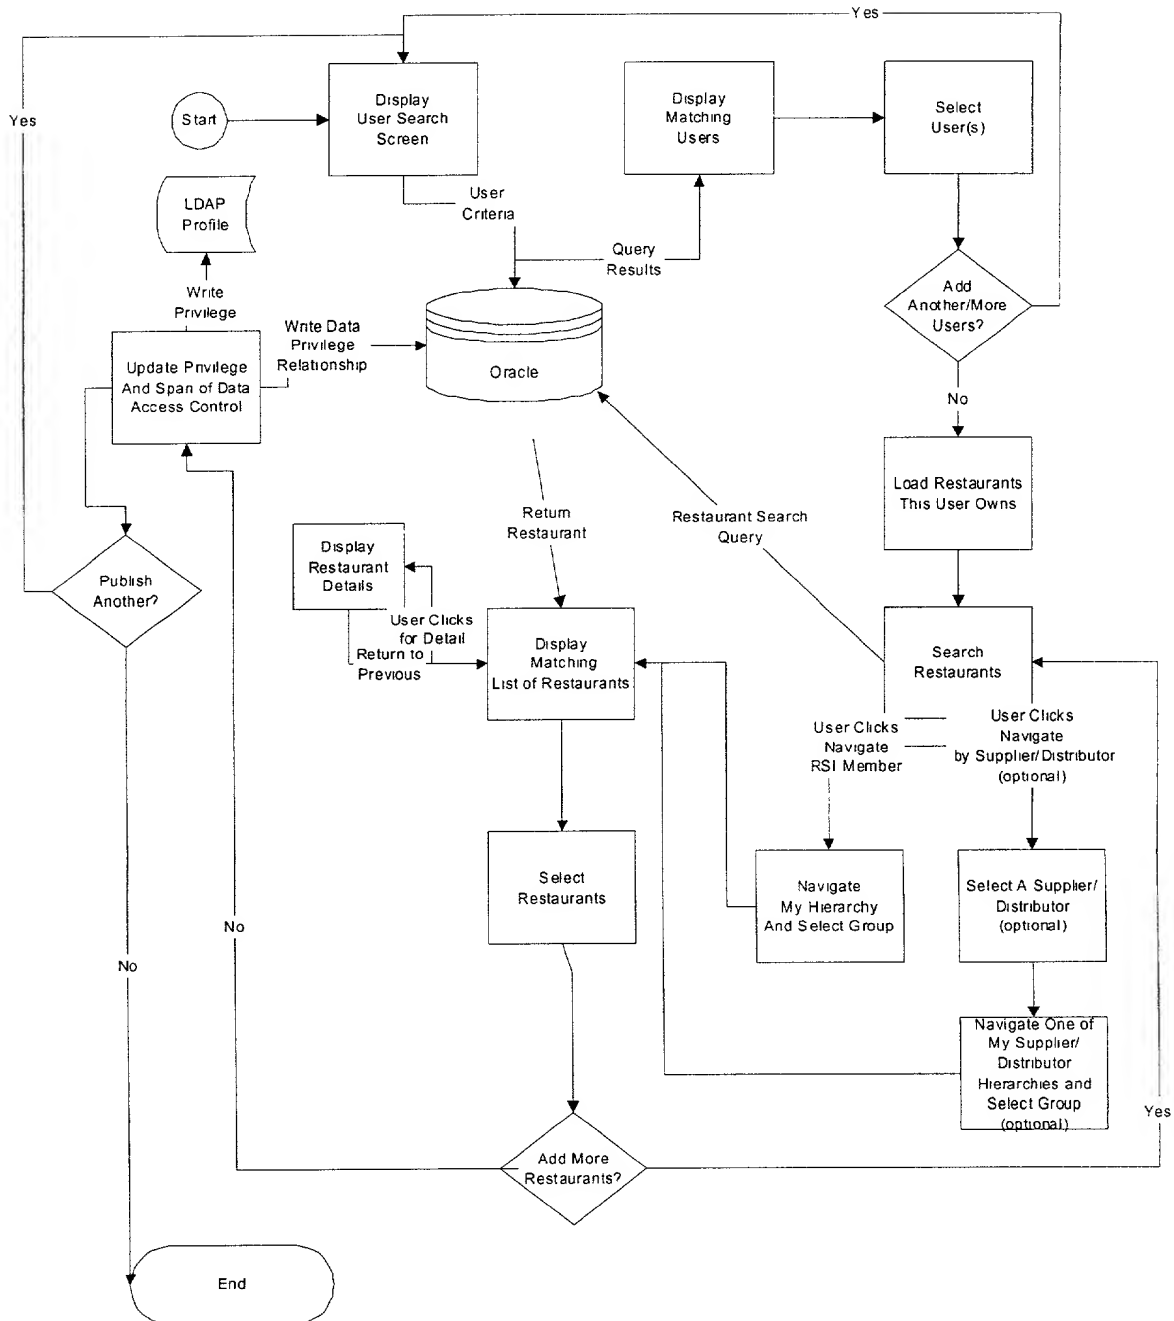 Yes
Yes
Start
Display
User Search
Screen
Display
Matching
Users
Select
User(s)
LDAP
Profile
User
Criteria
Query
Results
Write
Privilege
Add
Another/More
Users?
Write Data
Privilege
Relationship
Update Privilege
And Span of Data
Access Control
Oracle
No
Load Restaurants
This User Owns
Return
Restaurant
Restaurant Search
Query
Display
Restaurant
Details
Publish
Another?
User Clicks
for Detail
Return to
Previous
Display
Matching
List of Restaurants
Search
Restaurants
User Clicks
Navigate
RSI Member
User Clicks
Navigate
by Supplier/Distributor
(optional)
Select
Restaurants
Navigate
My Hierarchy
And Select Group
Select A Supplier/
Distributor
(optional)
No
No
Navigate One of
My Supplier/
Distributor
Hierarchies and
Select Group
(optional)
Yes
Add More
Restaurants?
End